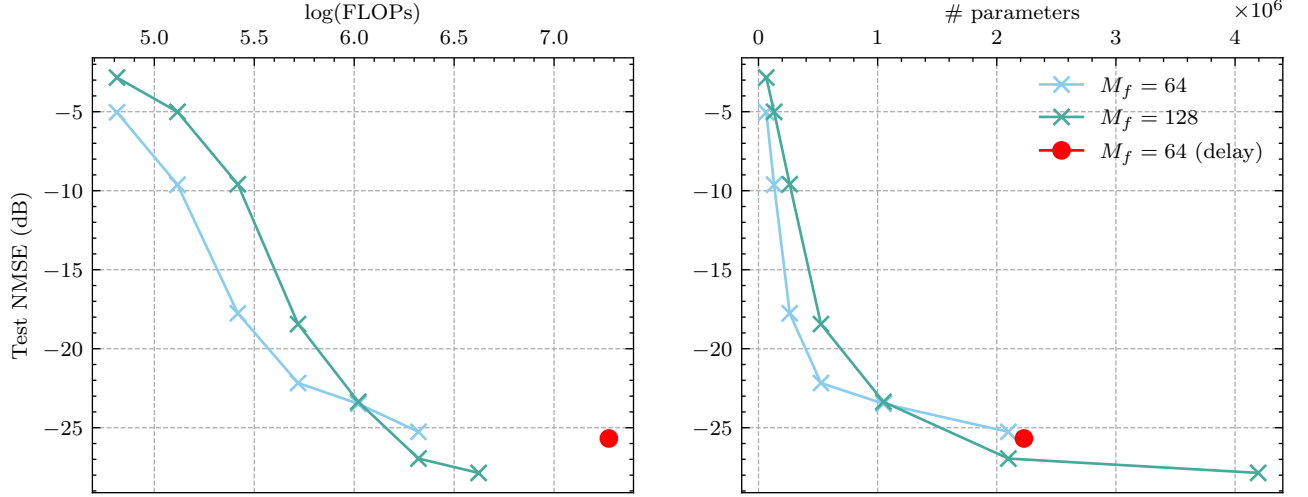 log(FLOPs)
5.0 5.5 6.0 6.5 7.0
Test NMSE (dB)
−5
−10
−15
−20
−25
# parameters
×10⁶
0 1 2 3 4
−5
−10
−15
−20
−25
M_f = 64
M_f = 128
M_f = 64 (delay)